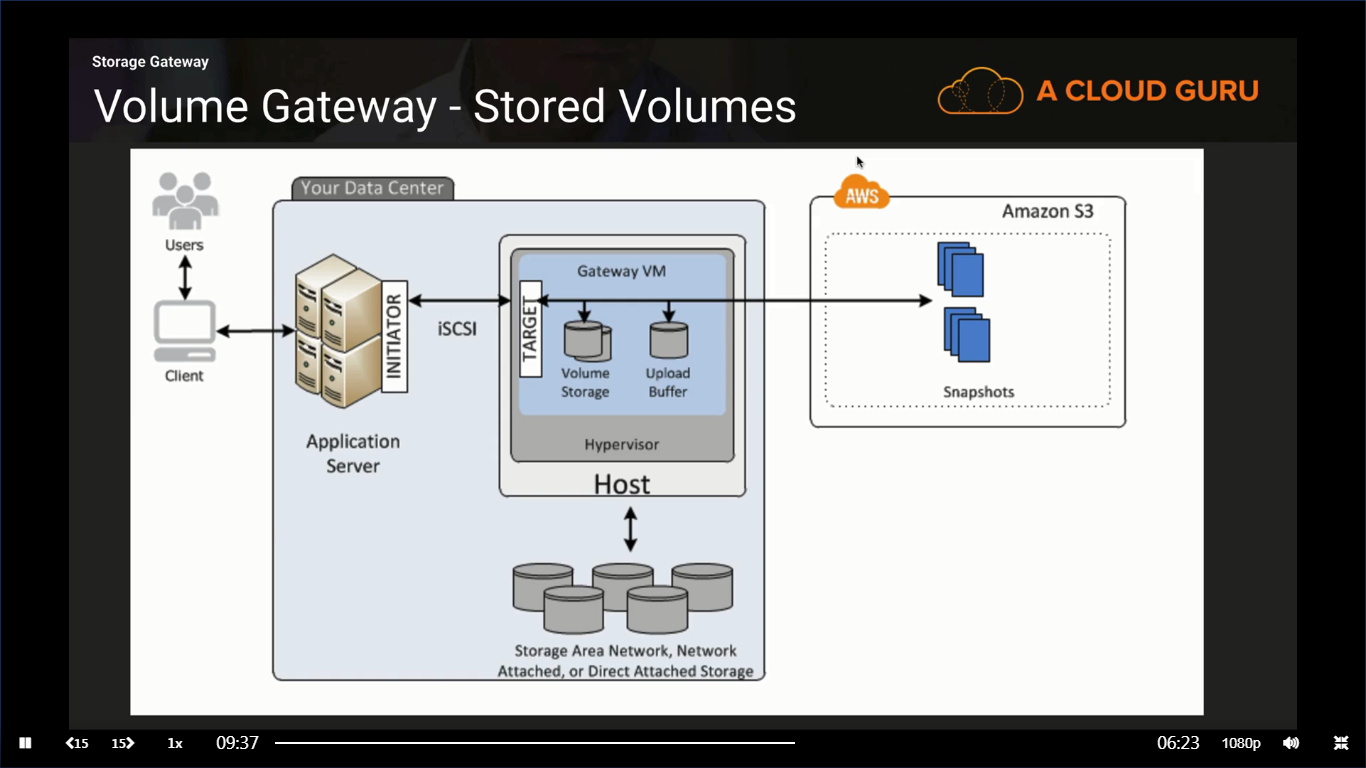 Storage Gateway
Volume Gateway - Stored Volumes
A CLOUD GURU
Users
Client
Your Data Center
Application
Server
INITIATOR
iSCSI
TARGET
Gateway VM
Volume
Storage
Upload
Buffer
Hypervisor
Host
Storage Area Network, Network
Attached, or Direct Attached Storage
AWS
Amazon S3
Snapshots
15
15
1x
09:37
06:23
1080p